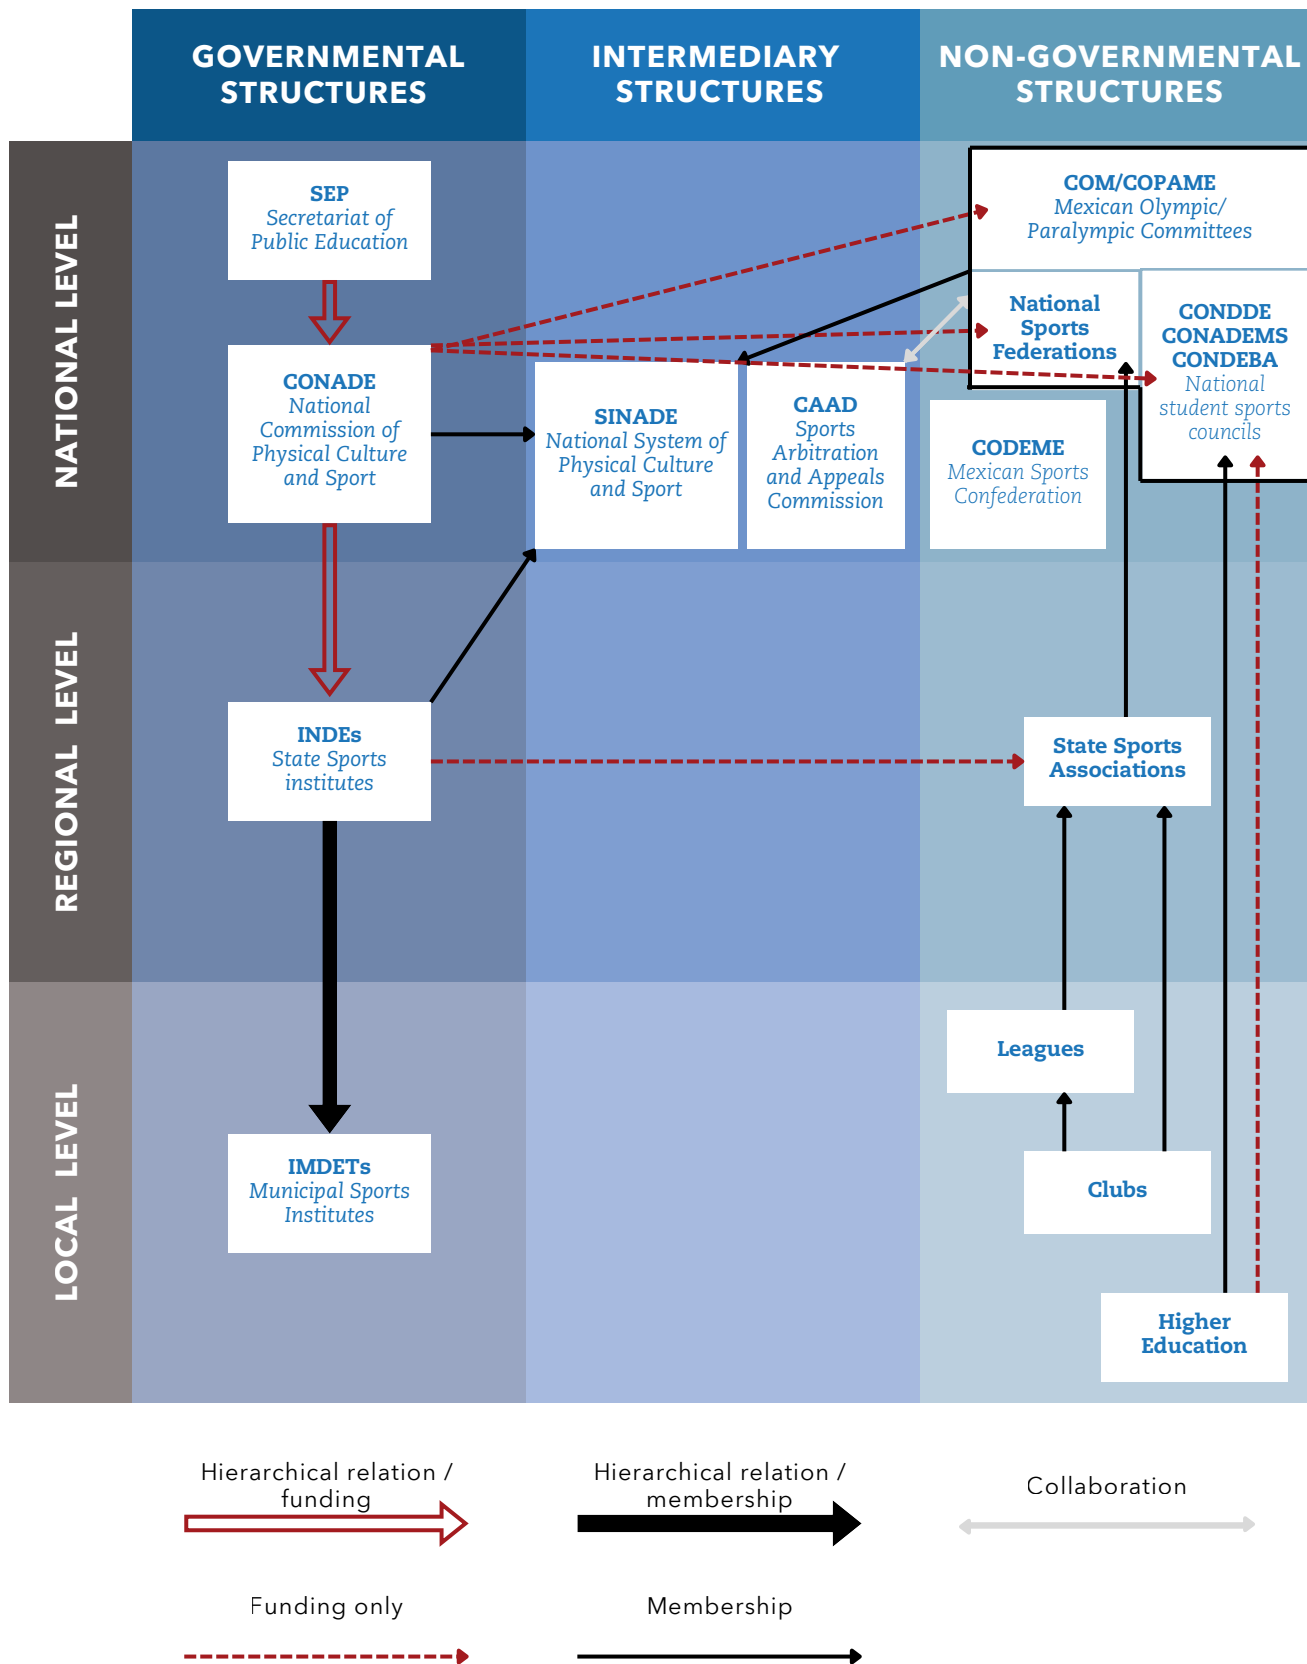 GOVERNMENTAL
STRUCTURES
INTERMEDIARY
STRUCTURES
NON-GOVERNMENTAL
STRUCTURES
NATIONAL LEVEL
SEP
Secretariat of
Public Education
CONADE
National
Commission of
Physical Culture
and Sport
SINADE
National System of
Physical Culture
and Sport
CAAD
Sports
Arbitration
and Appeals
Commission
COM/COPAME
Mexican Olympic/
Paralympic Committees
National
Sports
Federations
CONDDE
CONADEMS
CONDEBA
National
student sports
councils
CODEME
Mexican Sports
Confederation
REGIONAL LEVEL
INDEs
State Sports
institutes
State Sports
Associations
LOCAL LEVEL
IMDETs
Municipal Sports
Institutes
Leagues
Clubs
Higher
Education
Hierarchical relation /
funding
Hierarchical relation /
membership
Collaboration
Funding only
Membership